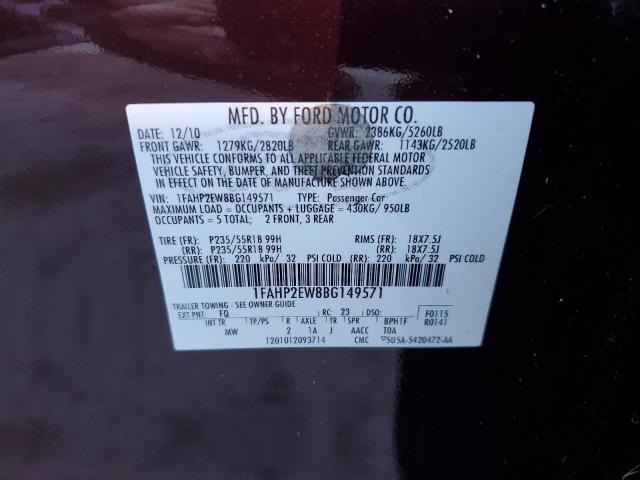 MFD. BY FORD MOTOR CO.
DATE: 12/10 GVWR: 2386KG/5260LB
FRONT GAWR: 1279KG/2820LB REAR GAWR: 1143KG/2520LB
THIS VEHICLE CONFORMS TO ALL APPLICABLE FEDERAL MOTOR
VEHICLE SAFETY, BUMPER, AND THEFT PREVENTION STANDARDS
IN EFFECT ON THE DATE OF MANUFACTURE SHOWN ABOVE.
VIN: 1FAHP2EW8BG149571 TYPE: Passenger Car
MAXIMUM LOAD = OCCUPANTS + LUGGAGE = 430KG/ 950LB
OCCUPANTS = 5 TOTAL; 2 FRONT, 3 REAR
TIRE (FR): P235/55R18 99H RIMS (FR): 18X7.5J
(RR): P235/55R18 99H (RR): 18X7.5J
PRESSURE (FR): 220 kPa/ 32 PSI COLD (RR): 220 kPa/ 32 PSI COLD
1FAHP2EW8BG149571
TRAILER TOWING - SEE OWNER GUIDE
EXT PNT: FQ RC: 23 DSO: F0115
INT TR TP/PS R AXLE TR SPR BPH1F R0141
MW 2 1A J AACC TOA
1201012093714 CMC 5U5A-5420472-AA